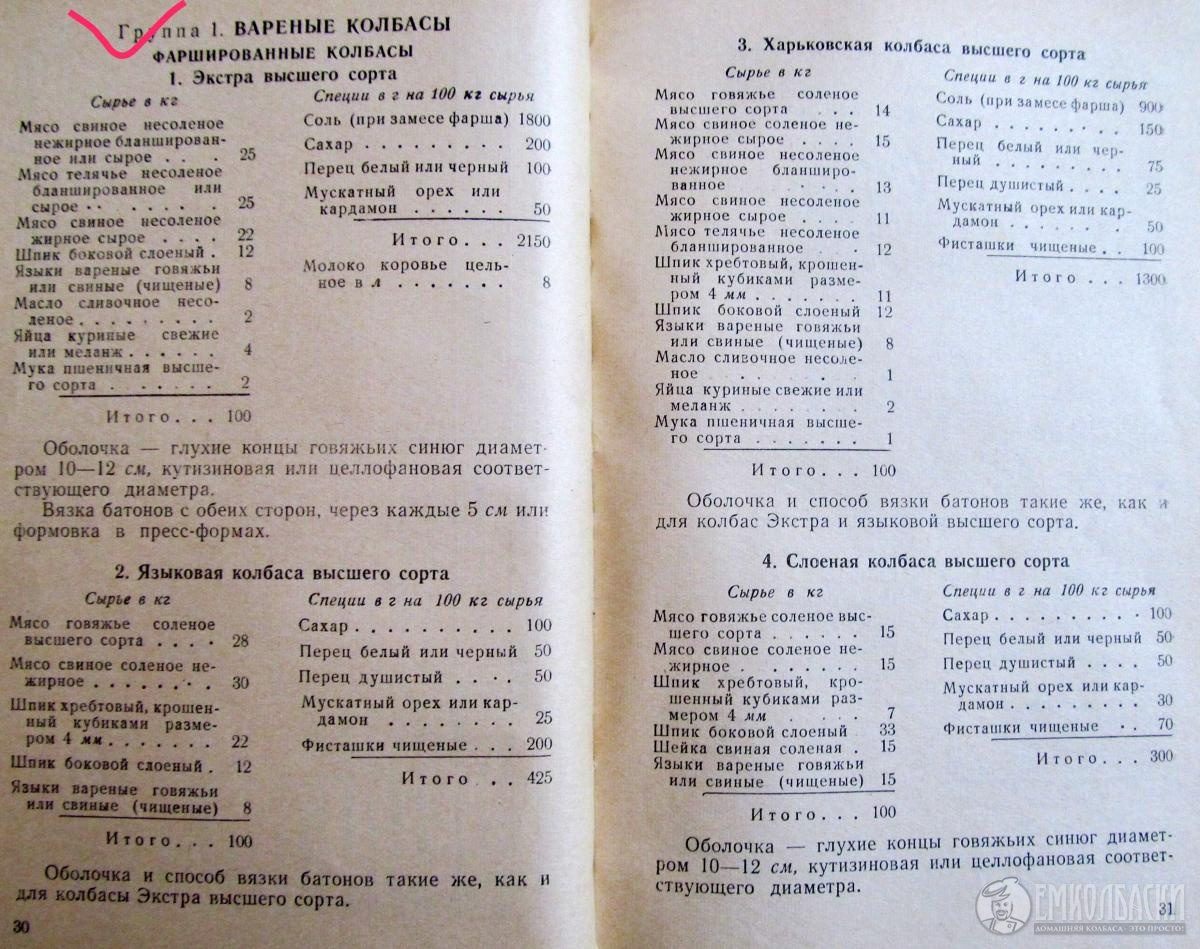 Группа 1. ВАРЕНЫЕ КОЛБАСЫ
ФАРШИРОВАННЫЕ КОЛБАСЫ
1. Экстра высшего сорта
Сырье в кг
Мясо свиное несоленое
нежирное бланширован-
ное или сырое . . . 25
Мясо телячье несоленое
бланшированное или
сырое . . . . . . 25
Мясо свиное несоленое
жирное сырое . . . . 22
Шпик боковой слоеный . 12
Языки вареные говяжьи
или свиные (чищеные) 8
Масло сливочное несо-
леное . . . . . . . . . 2
Яйца куриные свежие
или меланж . . . . . . 4
Мука пшеничная высше-
го сорта . . . . . . . 2
Итого . . . 100
Специи в г на 100 кг сырья
Соль (при замесе фарша) 1800
Сахар . . . . . . . . . 200
Перец белый или черный 100
Мускатный орех или
кардамон . . . . . . 50
Итого . . . 2150
Молоко коровье цель-
ное в л . . . . . . . 8
Оболочка — глухие концы говяжьих синюг диамет-
ром 10—12 см, кутизиновая или целлофановая соответ-
ствующего диаметра.
Вязка батонов с обеих сторон, через каждые 5 см или
формовка в пресс-формах.
2. Языковая колбаса высшего сорта
Сырье в кг
Мясо говяжье соленое
высшего сорта . . . . 28
Мясо свиное соленое не-
жирное . . . . . . . . 30
Шпик хребтовый, крошен-
ный кубиками разме-
ром 4 мм . . . . . . . 22
Шпик боковой слоеный . 12
Языки вареные говяжьи
или свиные (чищеные) 8
Итого . . . 100
Специи в г на 100 кг сырья
Сахар . . . . . . . . . . 100
Перец белый или черный 50
Перец душистый . . . . 50
Мускатный орех или кар-
дамон . . . . . . . . 25
Фисташки чищеные . . . 200
Итого . . . 425
Оболочка и способ вязки батонов такие же, как и
для колбасы Экстра высшего сорта.
30
3. Харьковская колбаса высшего сорта
Сырье в кг
Мясо говяжье соленое
высшего сорта . . . 14
Мясо свиное соленое не-
жирное сырое . . . . 15
Мясо свиное несоленое
нежирное бланширо-
ванное . . . . 13
Мясо свиное несоленое
жирное сырое . . . . 11
Мясо телячье несоленое
бланшированное . . 12
Шпик хребтовый, крошен-
ный кубиками разме-
ром 4 мм . . . . . . . 11
Шпик боковой слоеный 12
Языки вареные говяжьи
или свиные (чищеные) 8
Масло сливочное несоле-
ное . . . . . . 1
Яйца куриные свежие или
меланж . . . . . . . . 2
Мука пшеничная высше-
го сорта . . . . . . . 1
Итого . . . 100
Специи в г на 100 кг сырья
Соль (при замесе фарша) 900
Сахар . . . . . . . . . 150
Перец белый или чер-
ный . . . . . . . . 75
Перец душистый . . . . 25
Мускатный орех или кар-
дамон . . . . . . . 50
Фисташки чищеные . . 100
Итого . . . 1300
Оболочка и способ вязки батонов такие же, как и
для колбас Экстра и языковой высшего сорта.
4. Слоеная колбаса высшего сорта
Сырье в кг
Мясо говяжье соленое выс-
шего сорта . . . . . . 15
Мясо свиное соленое не-
жирное . . . . . . . . 15
Шпик хребтовый, кро-
шенный кубиками раз-
мером 4 мм . . . . 7
Шпик боковой слоеный 33
Шейка свиная соленая . 15
Языки вареные говяжьи
или свиные (чищеные) 15
Итого . . . 100
Специи в г на 100 кг сырья
Сахар . . . . . . . . . 100
Перец белый или черный 50
Перец душистый . . . . 50
Мускатный орех или кар-
дамон . . . . . . . . 30
Фисташки чищеные . . 70
Итого . . . 300
Оболочка — глухие концы говяжьих синюг диамет-
ром 10—12 см, кутизиновая или целлофановая соответ-
ствующего диаметра.
31
ЕМКОЛБАСКИ
ДОМАШНЯЯ КОЛБАСА - ЭТО ПРОСТО!